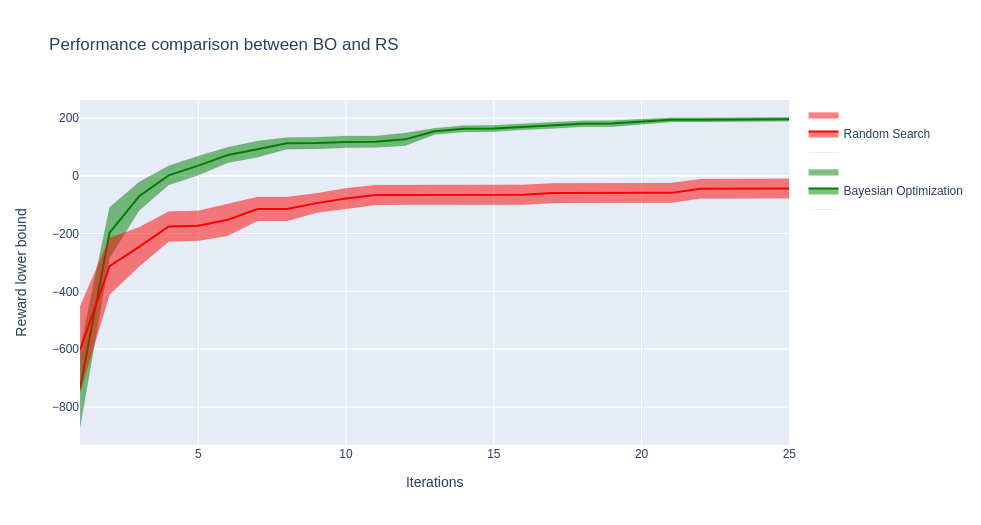 Performance comparison between BO and RS
200
0
−200
−400
−600
−800
Reward lower bound
5
10
15
20
25
Iterations
Random Search
Bayesian Optimization